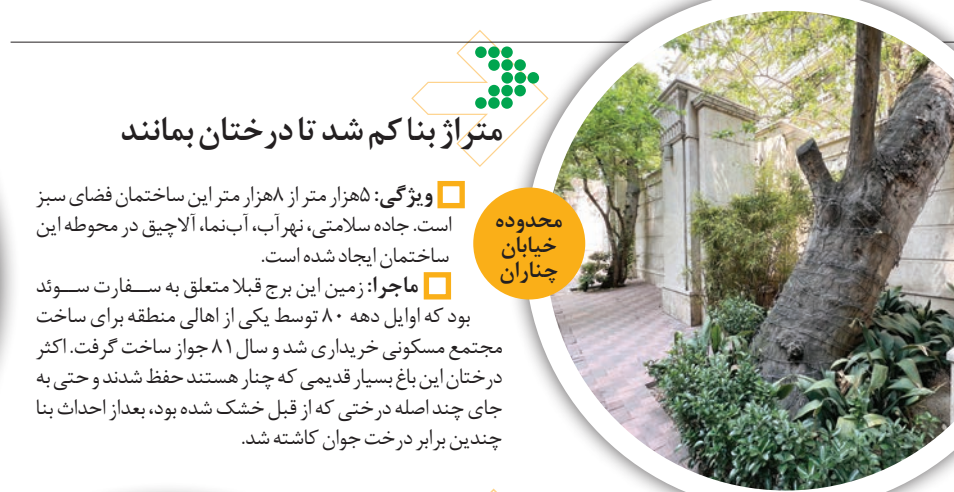 متراژ بنا کم شد تا درختان بمانند
ویژگی: ۵هزار متر از ۸هزار متر این ساختمان فضای سبز
است. جاده سلامتی، نهر آب، آب‌نما، آلاچیق در محوطه این
ساختمان ایجاد شده است.
ماجرا: زمین این برج قبلا متعلق به سفارت سوئد
بود که اوایل دهه ۸۰ توسط یکی از اهالی منطقه برای ساخت
مجتمع مسکونی خریداری شد و سال ۸۱ جواز ساخت گرفت. اکثر
درختان این باغ بسیار قدیمی که چنار هستند حفظ شدند و حتی به
جای چند اصله درختی که از قبل خشک شده بود، بعداز احداث بنا
چندین برابر درخت جوان کاشته شد.
محدوده
خیابان
چناران